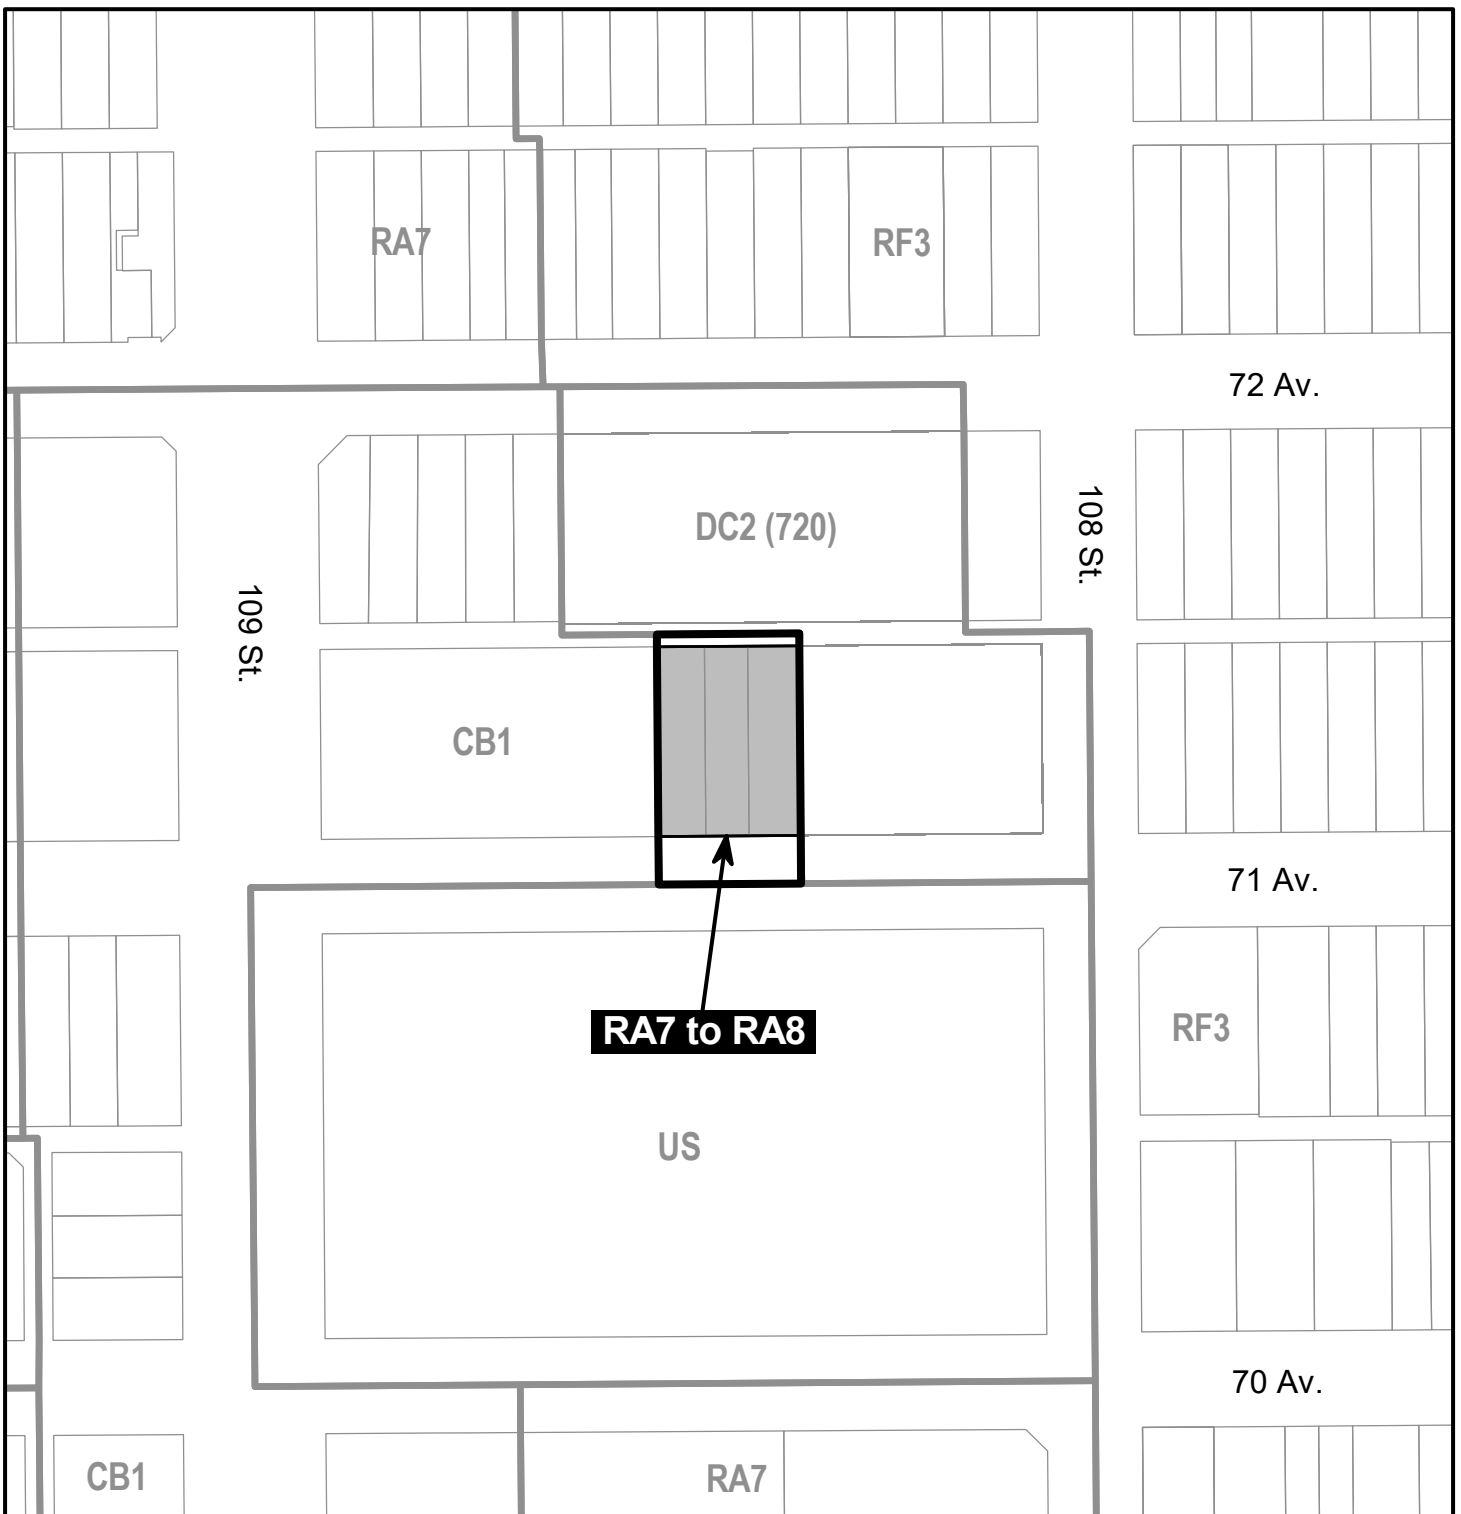 RA7
RF3
72 Av.
DC2 (720)
108 St.
109 St.
CB1
71 Av.
RA7 to RA8
RF3
US
70 Av.
CB1
RA7